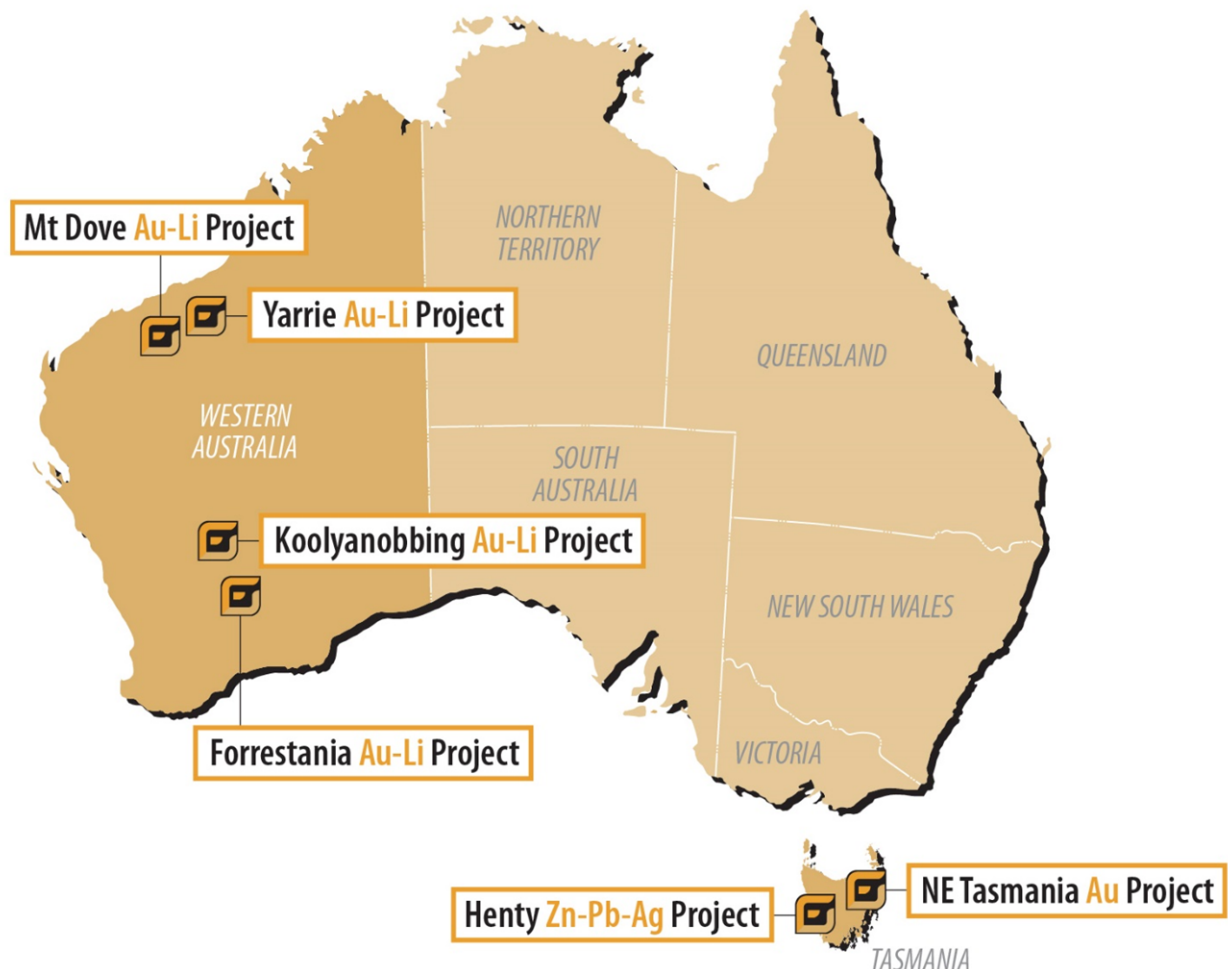 NORTHERN
TERRITORY
Mt Dove Au-Li Project
Yarrie Au-Li Project
QUEENSLAND
WESTERN
AUSTRALIA
SOUTH
AUSTRALIA
Koolyanobbing Au-Li Project
NEW SOUTH WALES
Forrestania Au-Li Project
VICTORIA
NE Tasmania Au Project
Henty Zn-Pb-Ag Project
TASMANIA